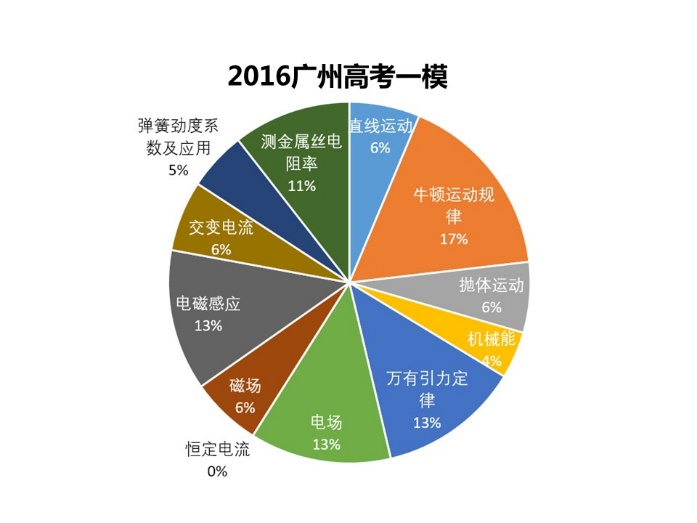 2016广州高考一模
直线运动
6%
牛顿运动规
律
17%
抛体运动
6%
机械能
4%
万有引力定
律
13%
电场
13%
恒定电流
0%
磁场
6%
电磁感应
13%
交变电流
6%
弹簧劲度系
数及应用
5%
测金属丝电
阻率
11%